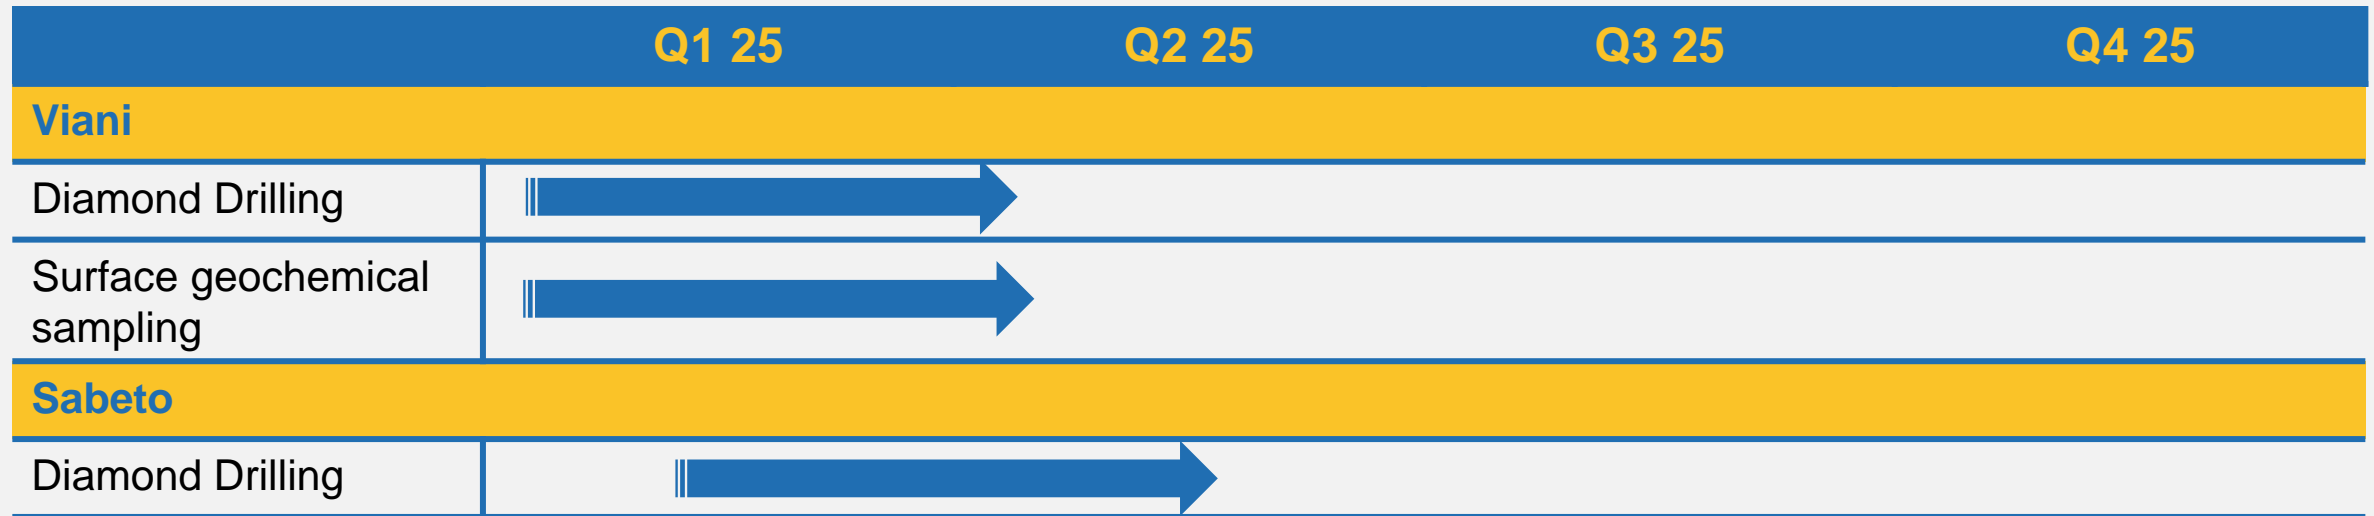 Q1 25 Q2 25 Q3 25 Q4 25
Viani
Diamond Drilling
Surface geochemical
sampling
Sabeto
Diamond Drilling